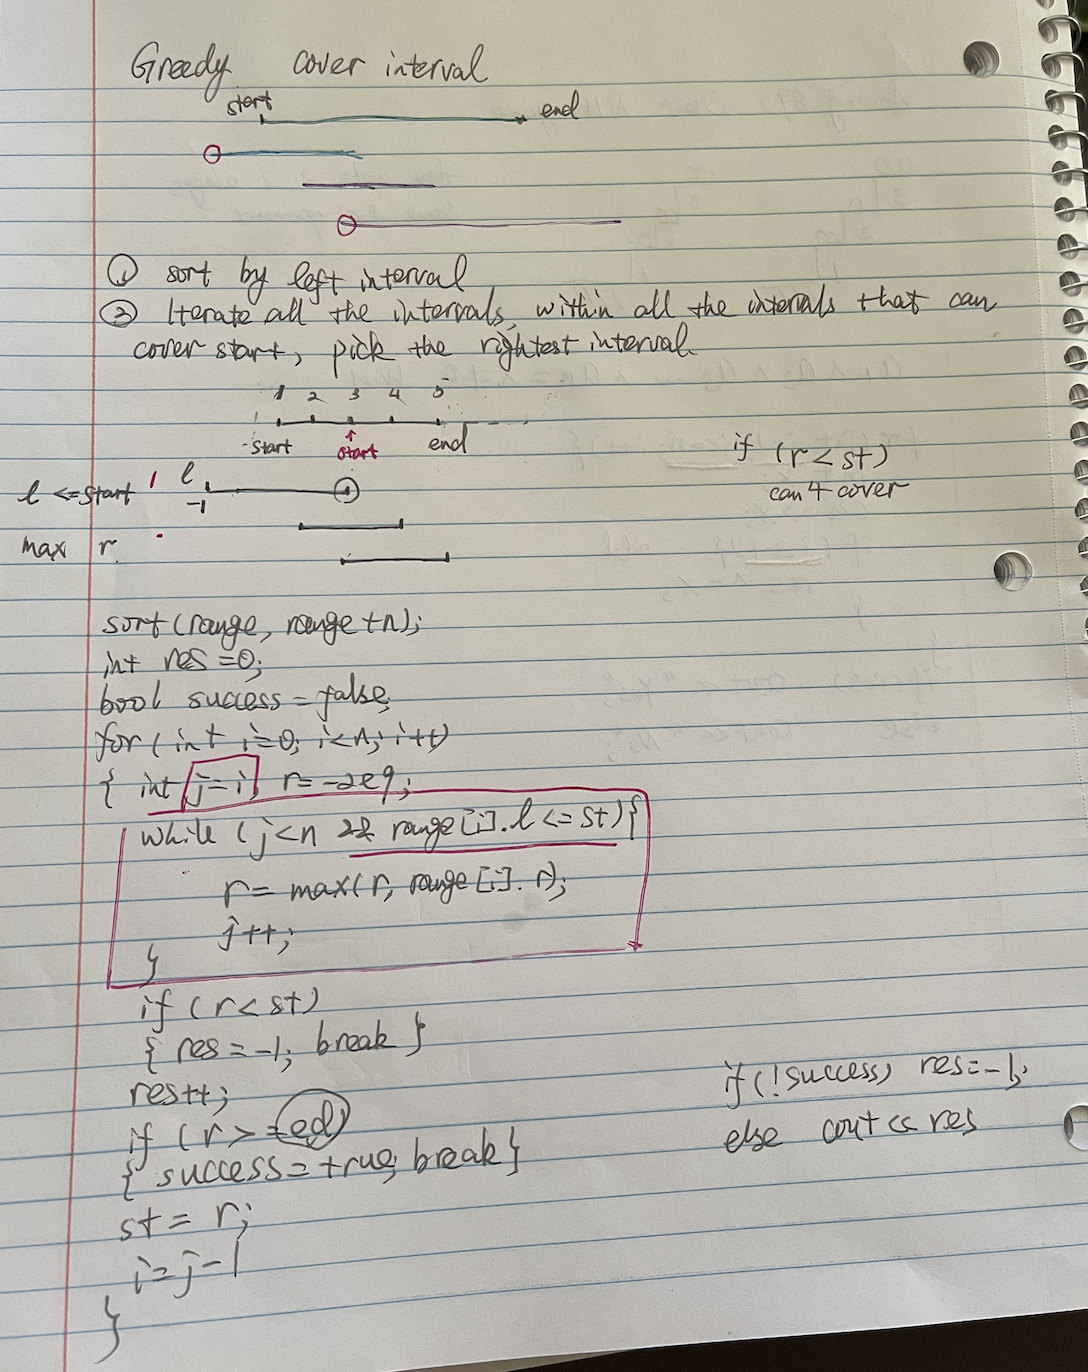 Greedy cover interval
start end
① sort by left interval
② Iterate all the intervals, within all the intervals that can
cover start, pick the rightest interval
1 2 3 4 5
start start end
if (r < st)
can't cover
l <= start l
-1
max r
sort(range, range+n);
int res = 0;
bool success = false;
for (int i=0; i<n; i++)
{ int j=i, r= -2e9;
while (j<n && range[i].l <= st){
r = max(r, range[i].r);
j++;
}
if (r < st)
{ res = -1; break }
res++;
if (r >= ed)
{ success = true; break}
st = r;
i=j-1
}
if(!success) res=-1;
else cout << res